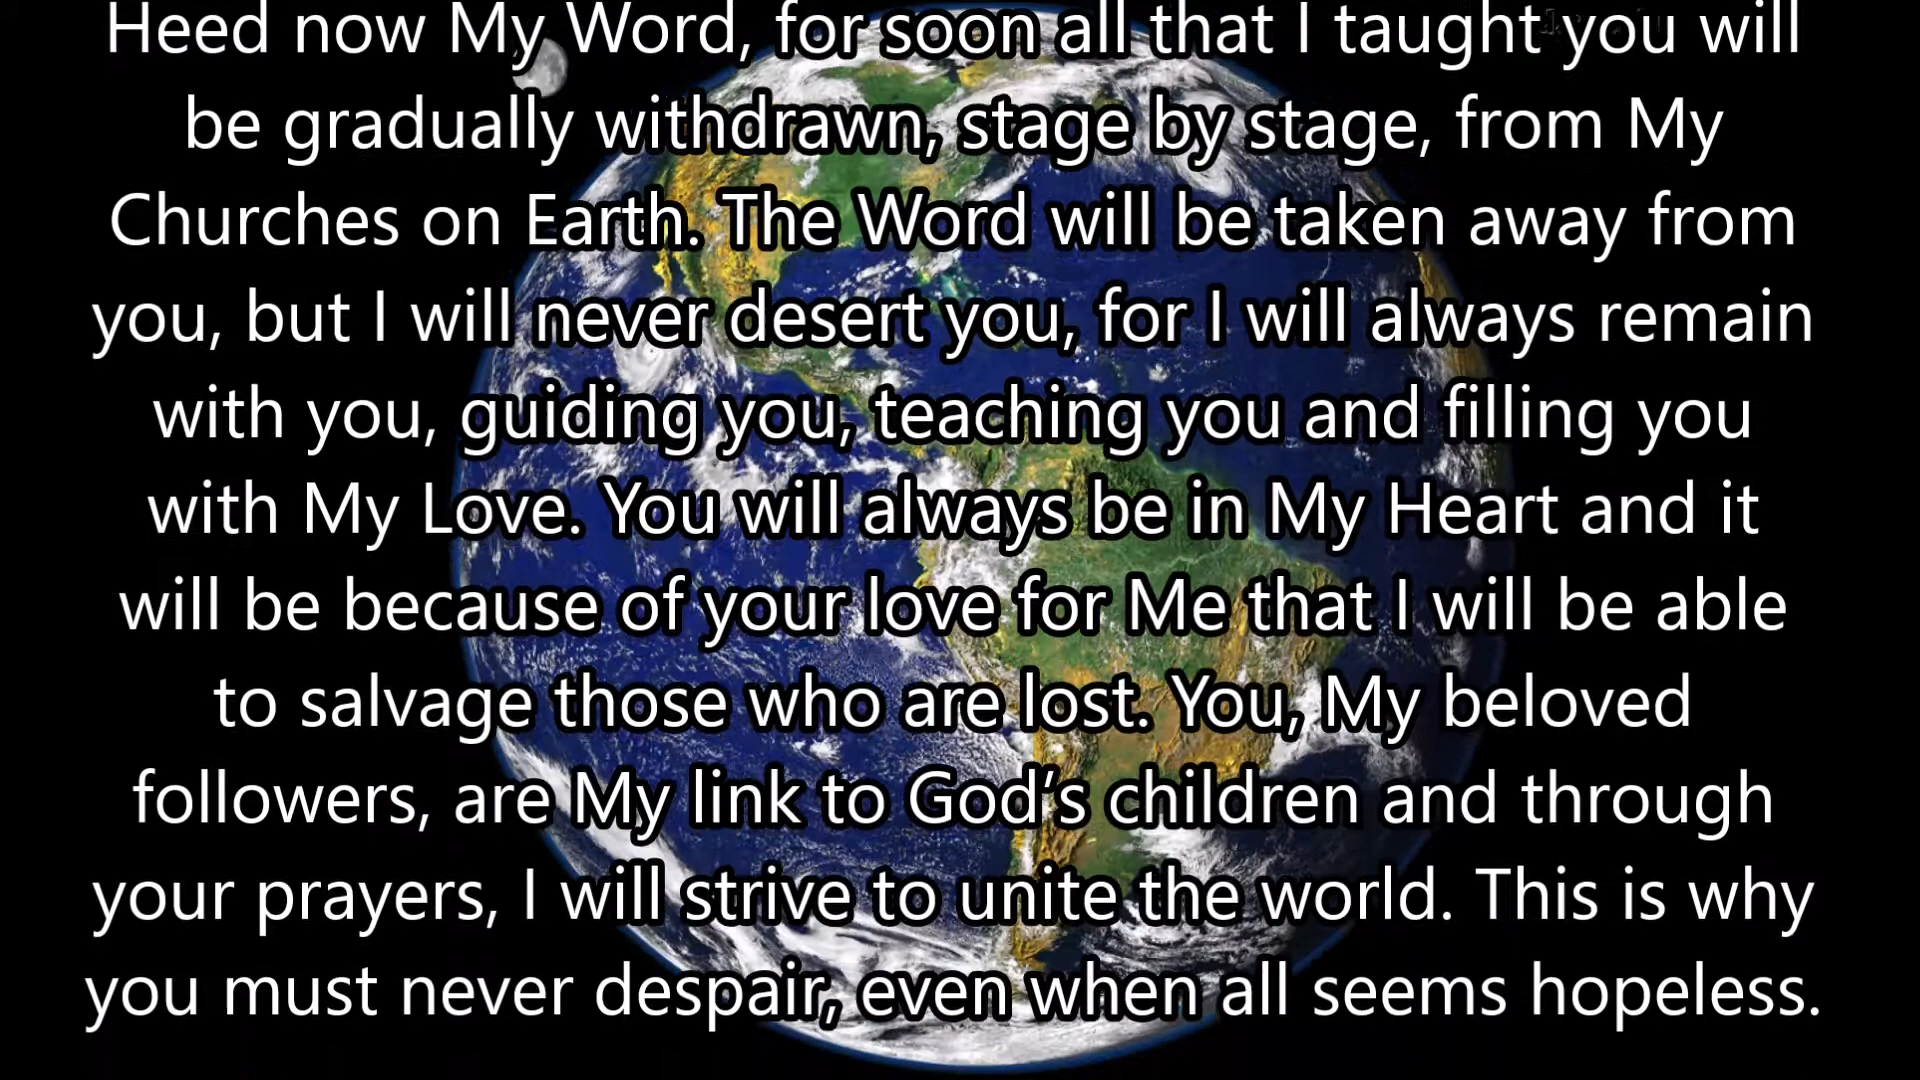 Heed now My Word, for soon all that I taught you will
be gradually withdrawn, stage by stage, from My
Churches on Earth. The Word will be taken away from
you, but I will never desert you, for I will always remain
with you, guiding you, teaching you and filling you
with My Love. You will always be in My Heart and it
will be because of your love for Me that I will be able
to salvage those who are lost. You, My beloved
followers, are My link to God’s children and through
your prayers, I will strive to unite the world. This is why
you must never despair, even when all seems hopeless.